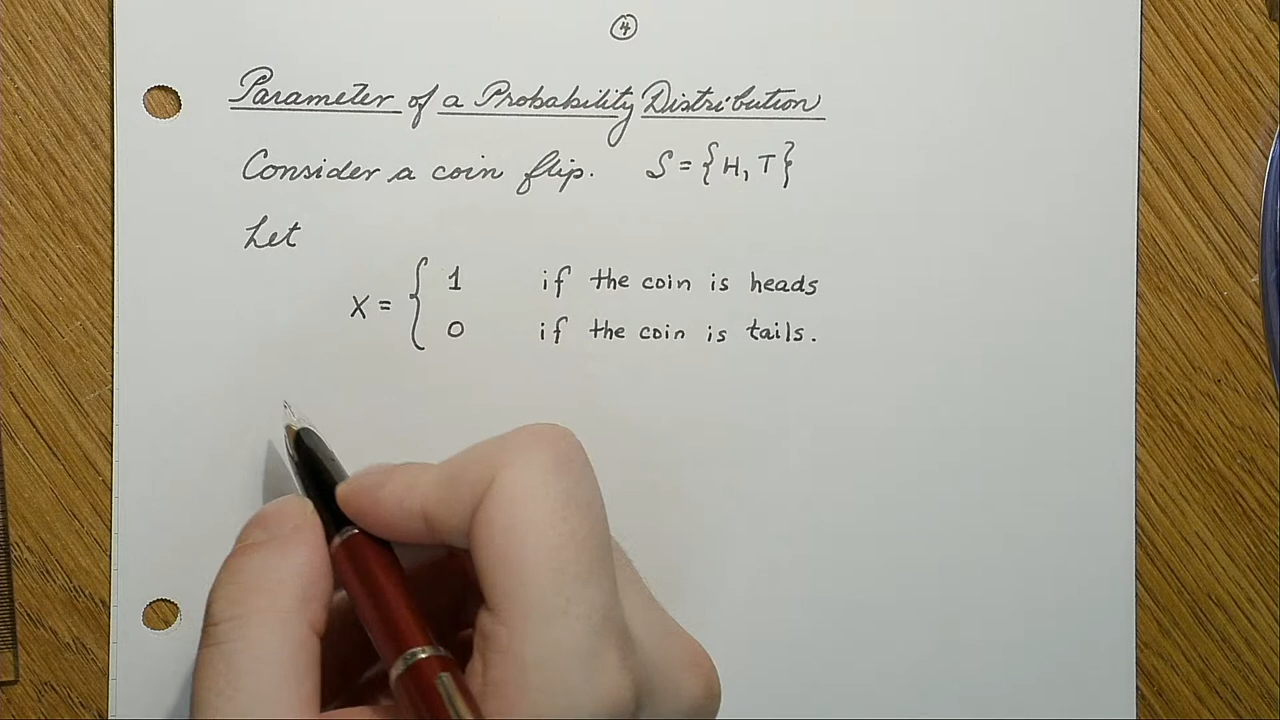 4
Parameter of a Probability Distribution
Consider a coin flip. S = {H, T}
Let
X = { 1 if the coin is heads
0 if the coin is tails.